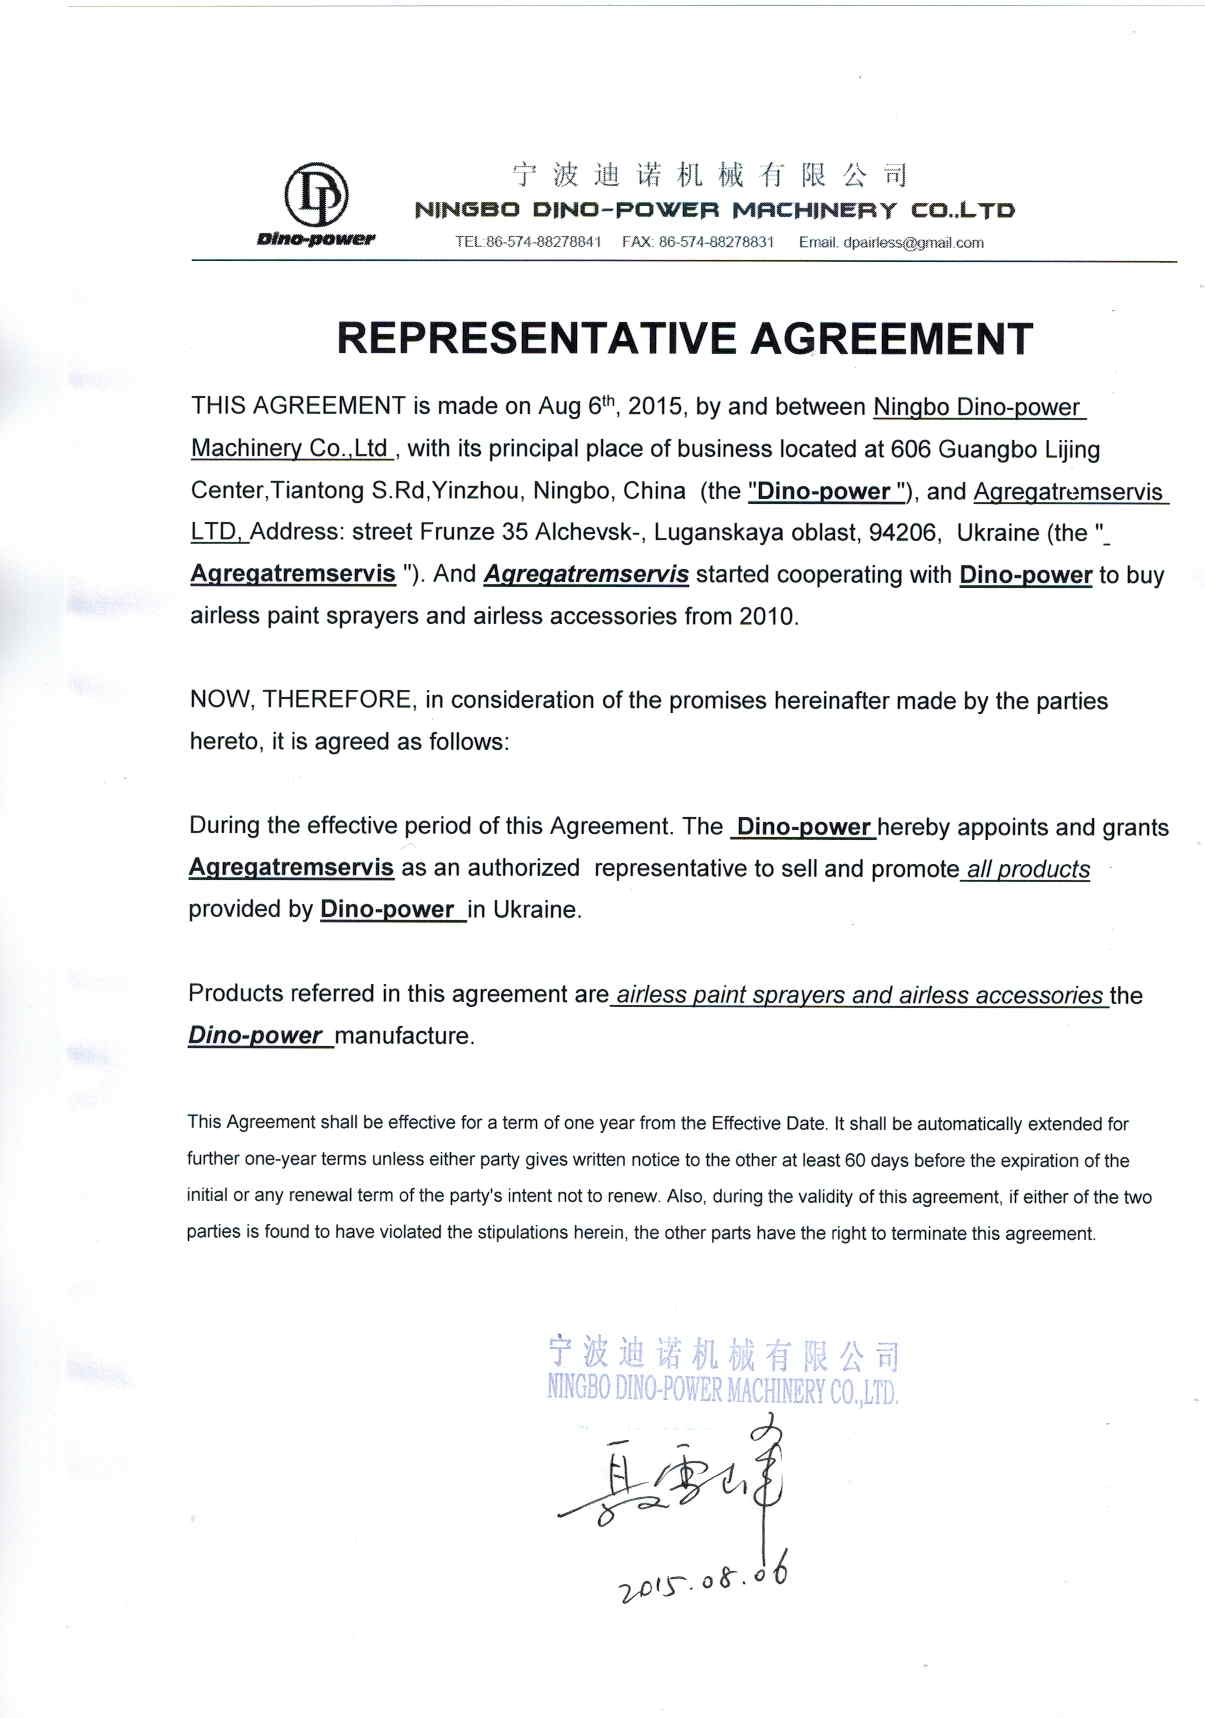 宁波迪诺机械有限公司
DP
Dino-power
NINGBO DINO-POWER MACHINERY CO.,LTD
TEL:86-574-88278841 FAX: 86-574-88278831 Email. dpairless@gmail.com
REPRESENTATIVE AGREEMENT
THIS AGREEMENT is made on Aug 6th, 2015, by and between Ningbo Dino-power
Machinery Co.,Ltd , with its principal place of business located at 606 Guangbo Lijing
Center,Tiantong S.Rd,Yinzhou, Ningbo, China (the "Dino-power "), and Agregatremservis
LTD, Address: street Frunze 35 Alchevsk-, Luganskaya oblast, 94206, Ukraine (the "
Agregatremservis "). And Agregatremservis started cooperating with Dino-power to buy
airless paint sprayers and airless accessories from 2010.
NOW, THEREFORE, in consideration of the promises hereinafter made by the parties
hereto, it is agreed as follows:
During the effective period of this Agreement. The Dino-power hereby appoints and grants
Agregatremservis as an authorized representative to sell and promote all products
provided by Dino-power in Ukraine.
Products referred in this agreement are airless paint sprayers and airless accessories the
Dino-power manufacture.
This Agreement shall be effective for a term of one year from the Effective Date. It shall be automatically extended for
further one-year terms unless either party gives written notice to the other at least 60 days before the expiration of the
initial or any renewal term of the party's intent not to renew. Also, during the validity of this agreement, if either of the two
parties is found to have violated the stipulations herein, the other parts have the right to terminate this agreement.
宁波迪诺机械有限公司
NINGBO DINO-POWER MACHINERY CO.,LTD.
2015.08.06